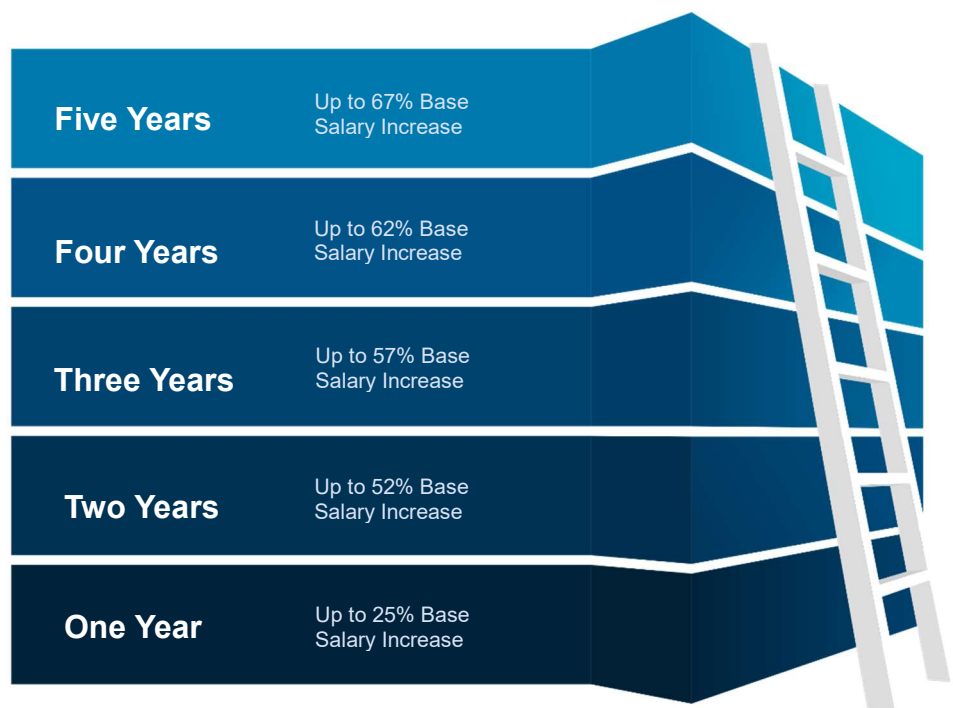 Five Years
Up to 67% Base
Salary Increase
Four Years
Up to 62% Base
Salary Increase
Three Years
Up to 57% Base
Salary Increase
Two Years
Up to 52% Base
Salary Increase
One Year
Up to 25% Base
Salary Increase